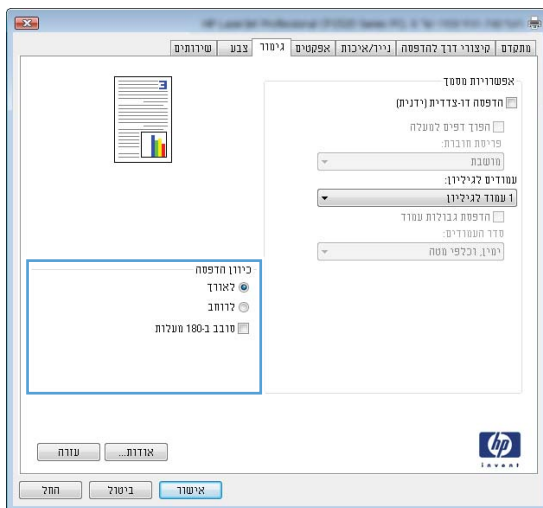 מתקדם קיצורי דרך להדפסה נייר/איכות אפקטים גימור צבע שירותים
אפשרויות מסמך
הדפסה דו-צדדית (ידנית)
הפוך דפים למעלה
פריסת חוברת:
מושבת
עמודים לגיליון:
1 עמוד לגיליון
הדפסת גבולות עמוד
סדר העמודים:
ימין, וכלפי מטה
כיוון הדפסה
לאורך
לרוחב
סובב ב-180 מעלות
3
hp
invent
אודות... עזרה
אישור ביטול החל